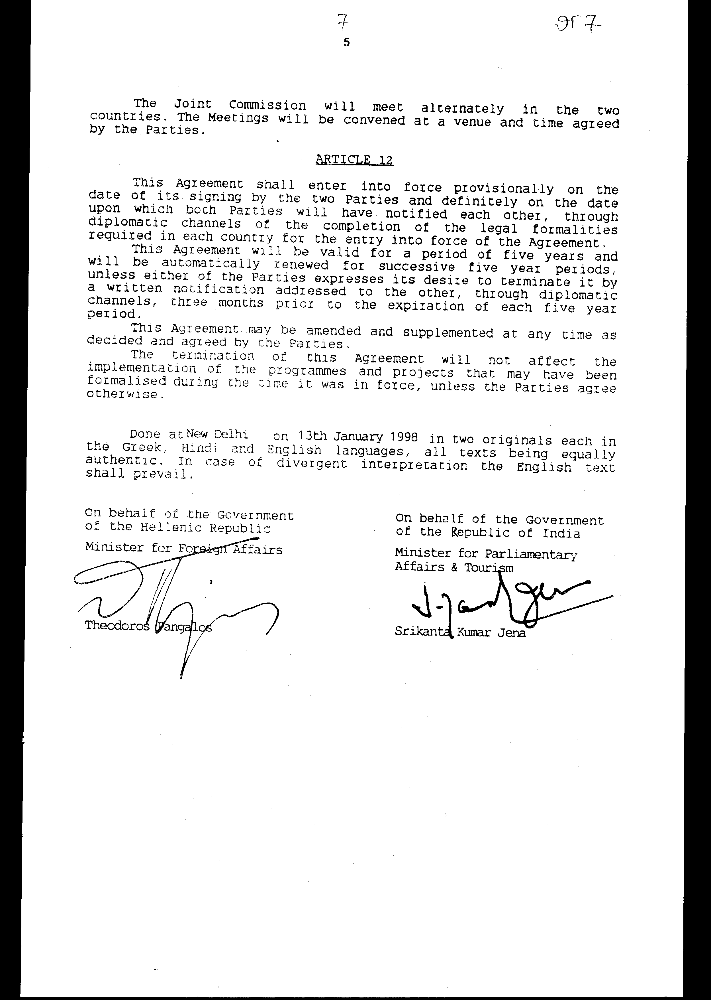 7
5
The Joint Commission will meet alternately in the two
countries. The Meetings will be convened at a venue and time agreed
by the Parties.
ARTICLE 12
This Agreement shall enter into force provisionally on the
date of its signing by the two Parties and definitely on the date
upon which both Parties will have notified each other, through
diplomatic channels of the completion of the legal formalities
required in each country for the entry into force of the Agreement.
This Agreement will be valid for a period of five years and
will be automatically renewed for successive five year periods,
unless either of the Parties expresses its desire to terminate it by
a written notification addressed to the other, through diplomatic
channels, three months prior to the expiration of each five year
period.
This Agreement may be amended and supplemented at any time as
decided and agreed by the Parties.
The termination of this Agreement will not affect the
implementation of the programmes and projects that may have been
formalised during the time it was in force, unless the Parties agree
otherwise.
Done at New Delhi on 13th January 1998 in two originals each in
the Greek, Hindi and English languages, all texts being equally
authentic. In case of divergent interpretation the English text
shall prevail.
On behalf of the Government
of the Hellenic Republic
Minister for Foreign Affairs
Theodoros Pangalos
On behalf of the Government
of the Republic of India
Minister for Parliamentary
Affairs & Tourism
Srikanta Kumar Jena